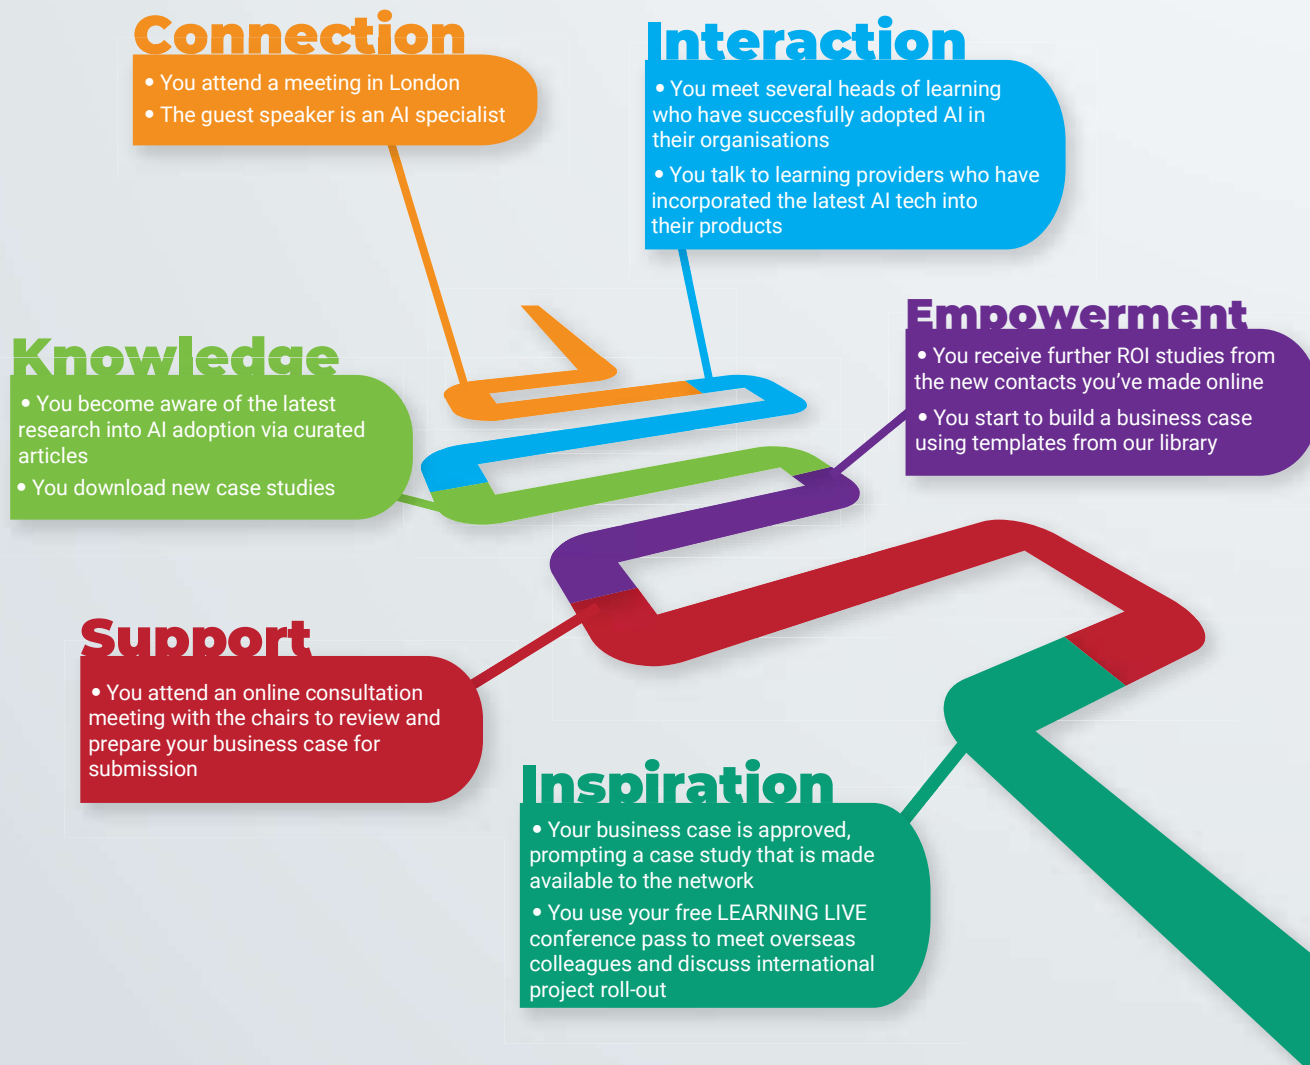 Connection
• You attend a meeting in London
• The guest speaker is an AI specialist
Interaction
• You meet several heads of learning
who have succesfully adopted AI in
their organisations
• You talk to learning providers who have
incorporated the latest AI tech into
their products
Knowledge
• You become aware of the latest
research into AI adoption via curated
articles
• You download new case studies
Empowerment
• You receive further ROI studies from
the new contacts you’ve made online
• You start to build a business case
using templates from our library
Support
• You attend an online consultation
meeting with the chairs to review and
prepare your business case for
submission
Inspiration
• Your business case is approved,
prompting a case study that is made
available to the network
• You use your free LEARNING LIVE
conference pass to meet overseas
colleagues and discuss international
project roll-out